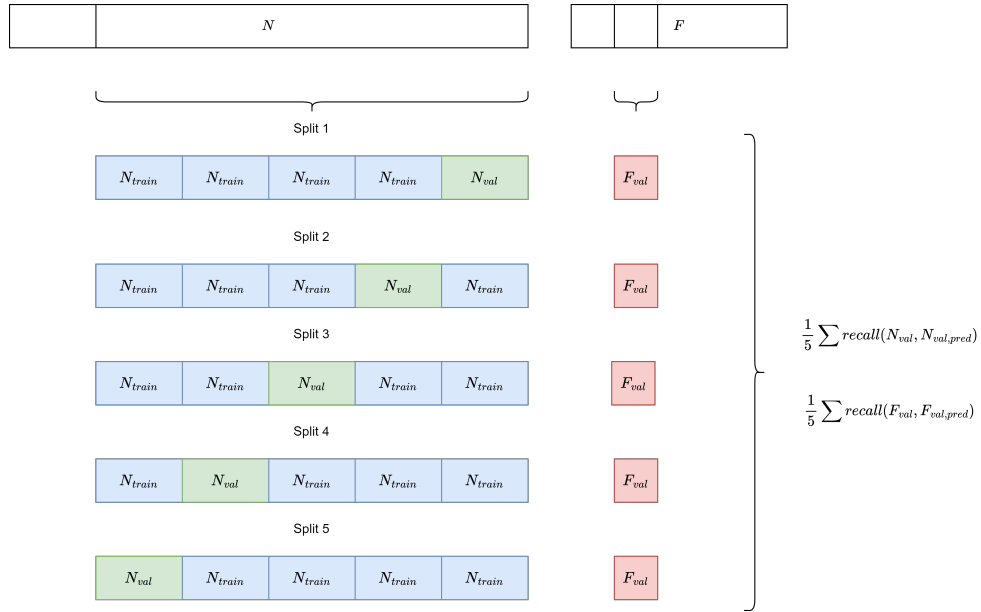 N F
Split 1
N_train N_train N_train N_train N_val F_val
Split 2
N_train N_train N_train N_val N_train F_val
Split 3
N_train N_train N_val N_train N_train F_val
Split 4
N_train N_val N_train N_train N_train F_val
Split 5
N_val N_train N_train N_train N_train F_val
1/5 ∑ recall(N_val, N_val,pred)
1/5 ∑ recall(F_val, F_val,pred)